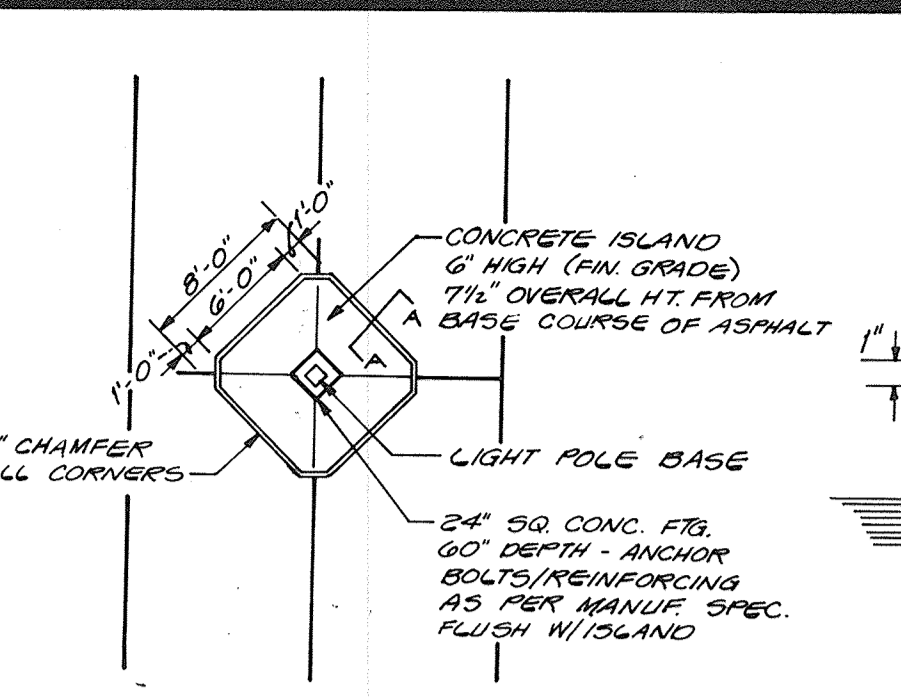 1'-0"
8'-0"
6'-0"
1'-0"
CONCRETE ISLAND
6" HIGH (FIN. GRADE)
7½" OVERALL HT. FROM
BASE COURSE OF ASPHALT
A
A
1"
" CHAMFER
LL CORNERS
LIGHT POLE BASE
24" SQ. CONC. FTG.
60" DEPTH - ANCHOR
BOLTS/REINFORCING
AS PER MANUF. SPEC.
FLUSH W/ISLAND